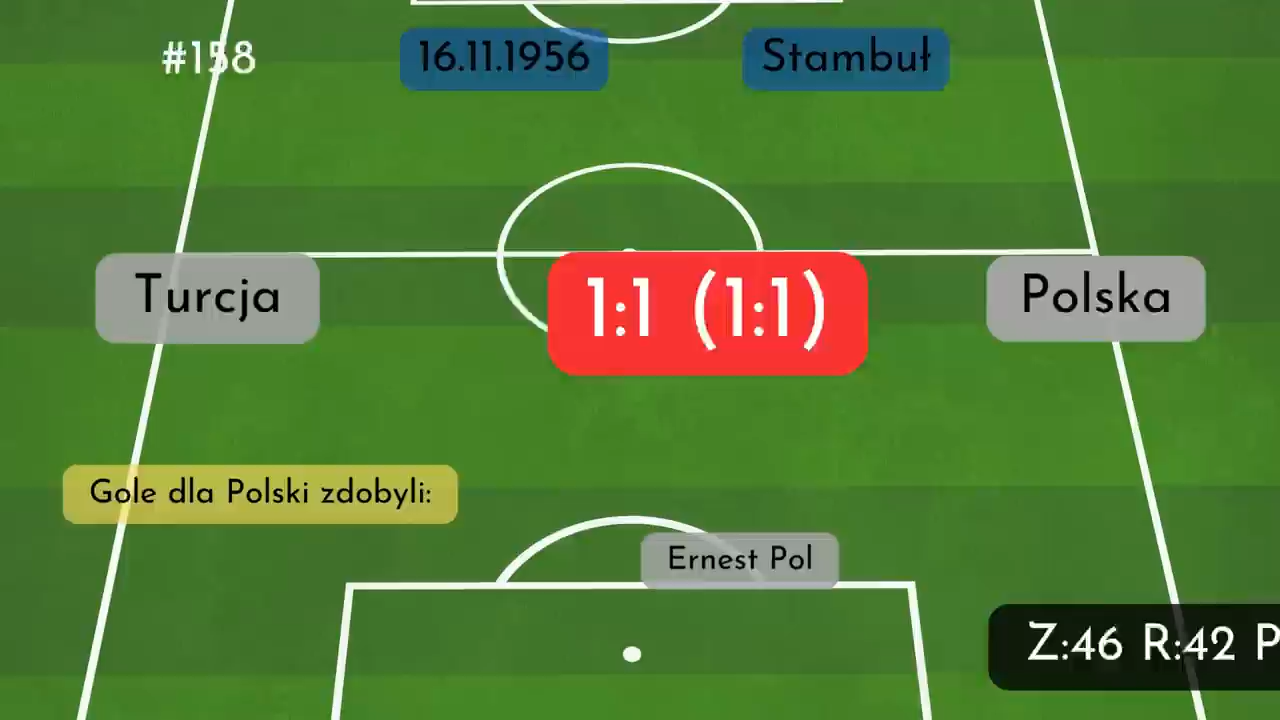 #158
16.11.1956
Stambuł
Turcja
1:1 (1:1)
Polska
Gole dla Polski zdobyli:
Ernest Pol
Z:46 R:42 P